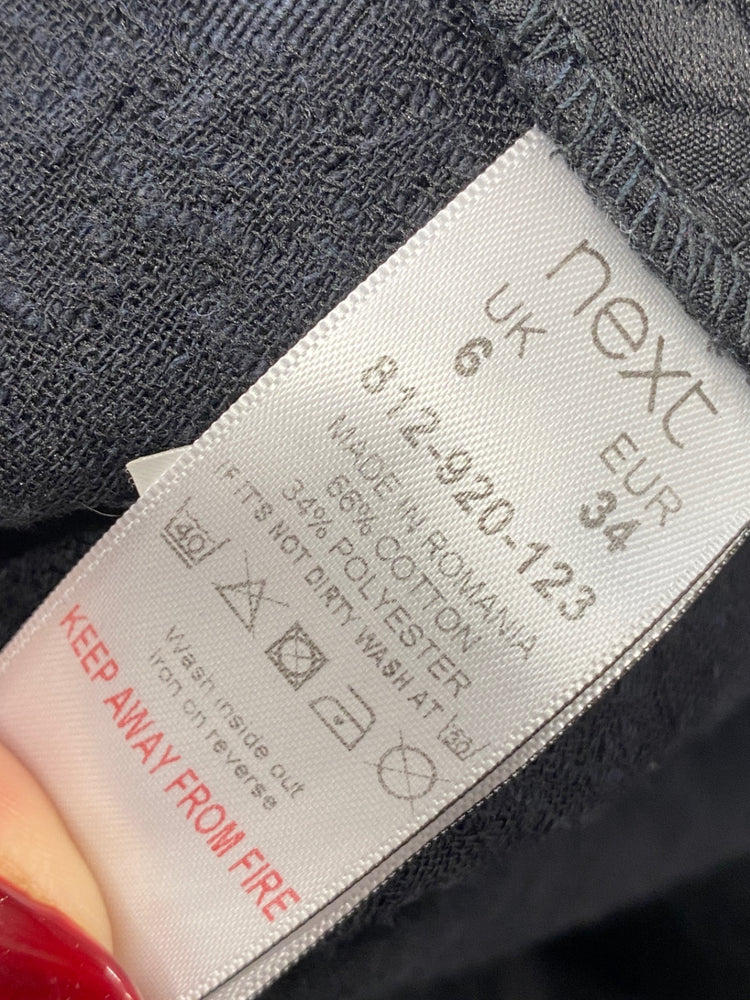 next
UK EUR
6 34
812-920-123
MADE IN ROMANIA
66% COTTON
34% POLYESTER
IF IT'S NOT DIRTY WASH AT 30
40
Wash inside out
Iron on reverse
KEEP AWAY FROM FIRE